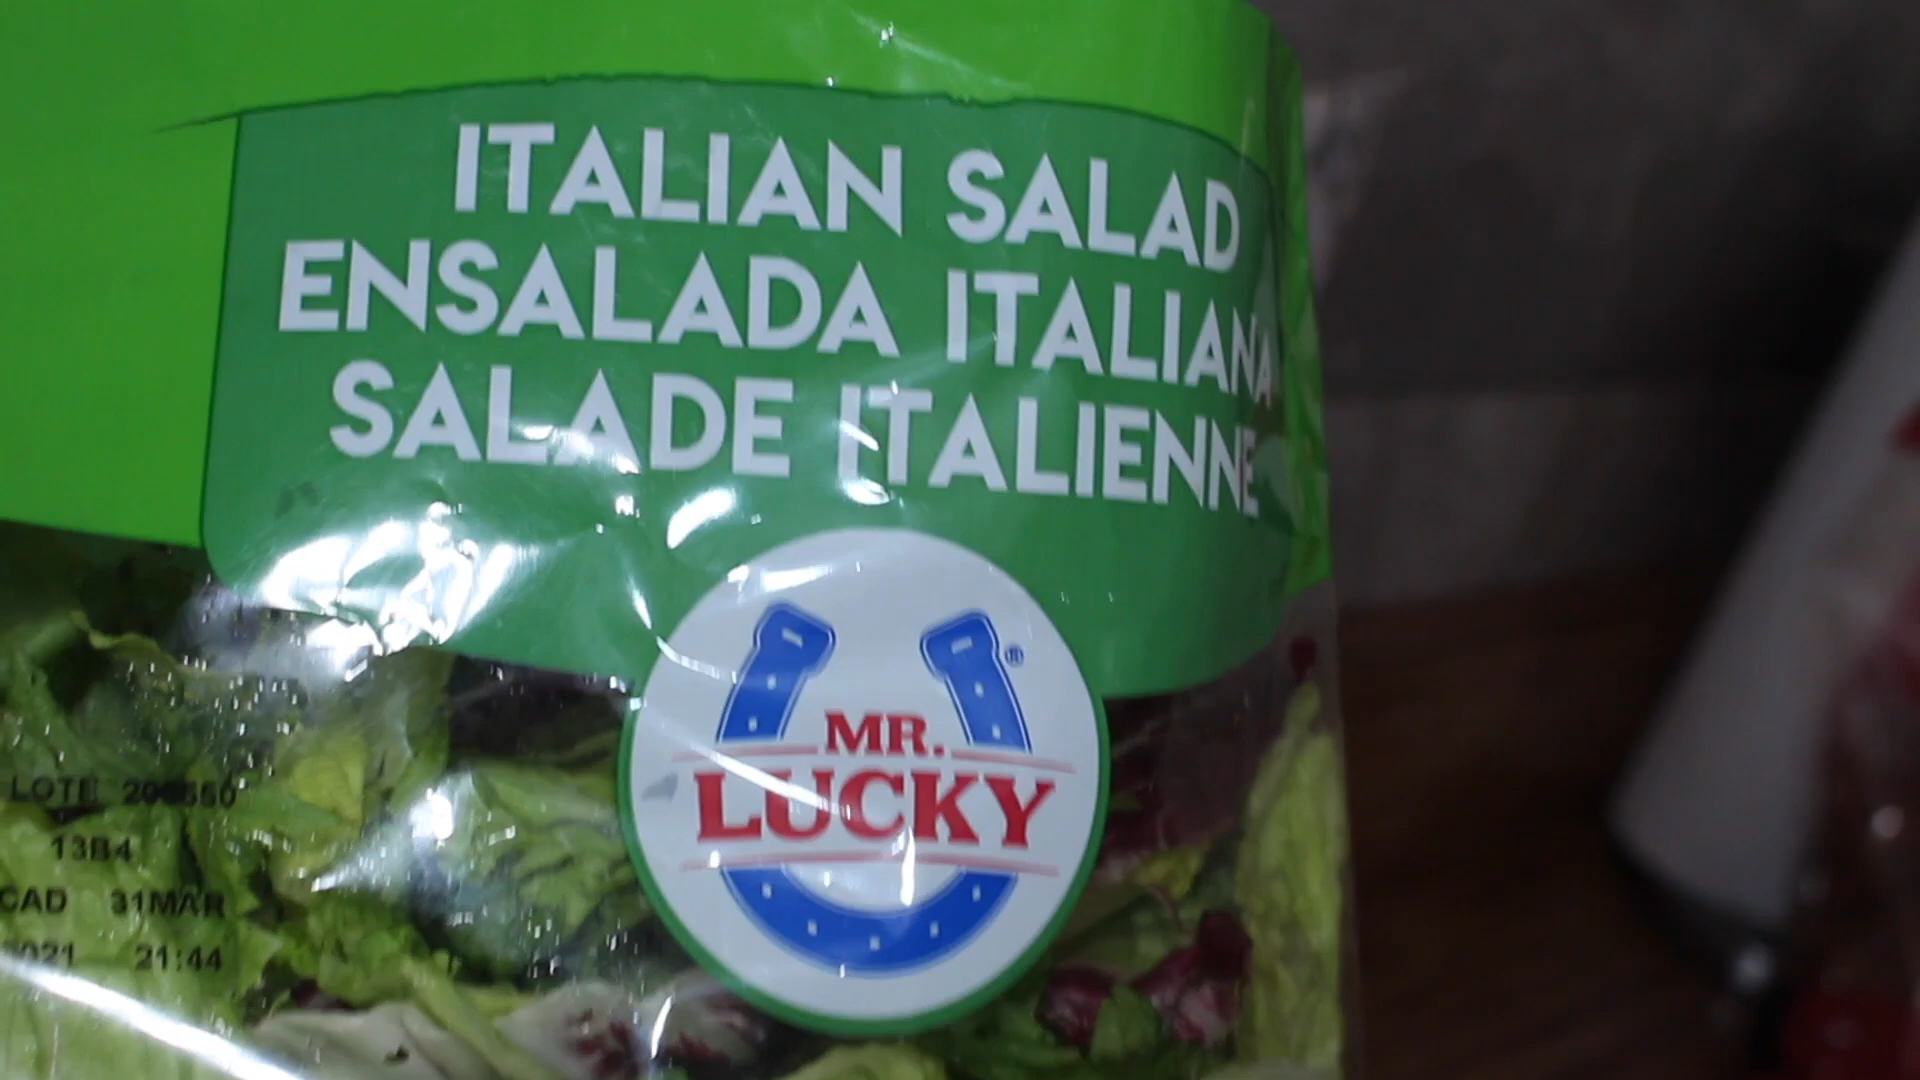 ITALIAN SALAD
ENSALADA ITALIANA
SALADE ITALIENNE
®
MR.
LUCKY
LOTE
13B4
CAD 31MAR
21:44